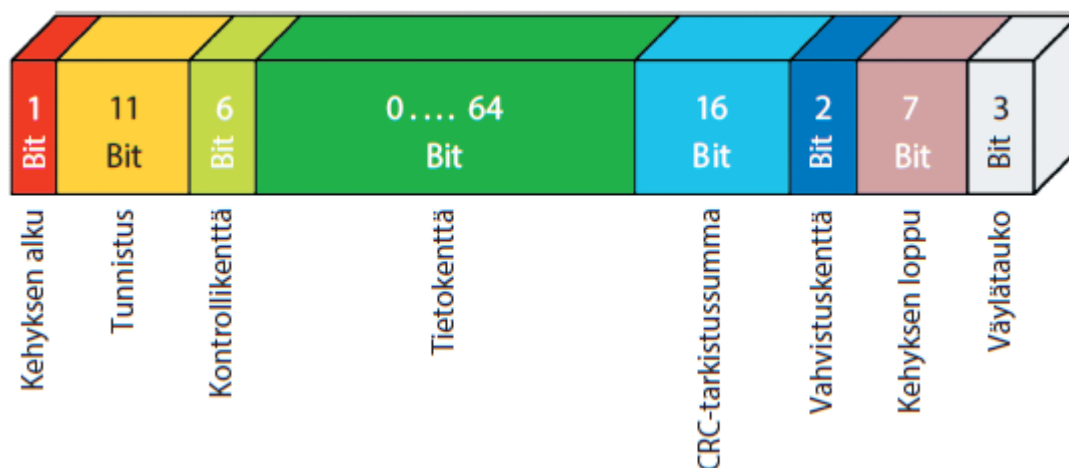 1
Bit
11
Bit
6
Bit
0.... 64
Bit
16
Bit
2
Bit
7
Bit
3
Bit
Kehyksen alku
Tunnistus
Kontrollikenttä
Tietokenttä
CRC-tarkistussumma
Vahvistuskenttä
Kehyksen loppu
Väylätauko